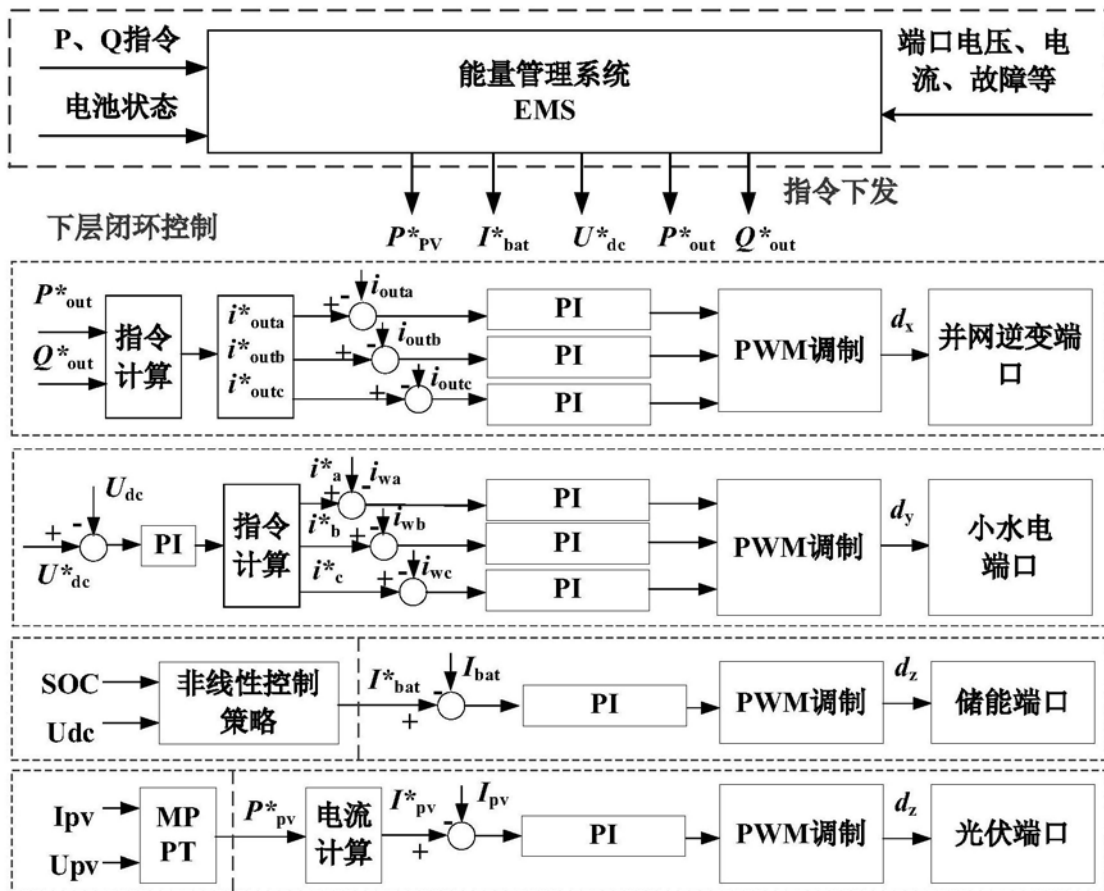 P、Q指令
电池状态
能量管理系统
EMS
端口电压、电
流、故障等
指令下发
下层闭环控制
P*PV
I*bat
U*dc
P*out
Q*out
P*out
Q*out
指令
计算
i*outa
i*outb
i*outc
+
-
iouta
+
-
ioutb
+
-
ioutc
PI
PI
PI
PWM调制
dx
并网逆变端
口
Udc
+
-
U*dc
PI
指令
计算
i*a
i*b
i*c
+
-
iwa
+
-
iwb
+
-
iwc
PI
PI
PI
PWM调制
dy
小水电
端口
SOC
Udc
非线性控制
策略
I*bat
Ibat
-
+
PI
PWM调制
dz
储能端口
Ipv
Upv
MP
PT
P*pv
电流
计算
I*pv
Ipv
-
+
PI
PWM调制
dz
光伏端口